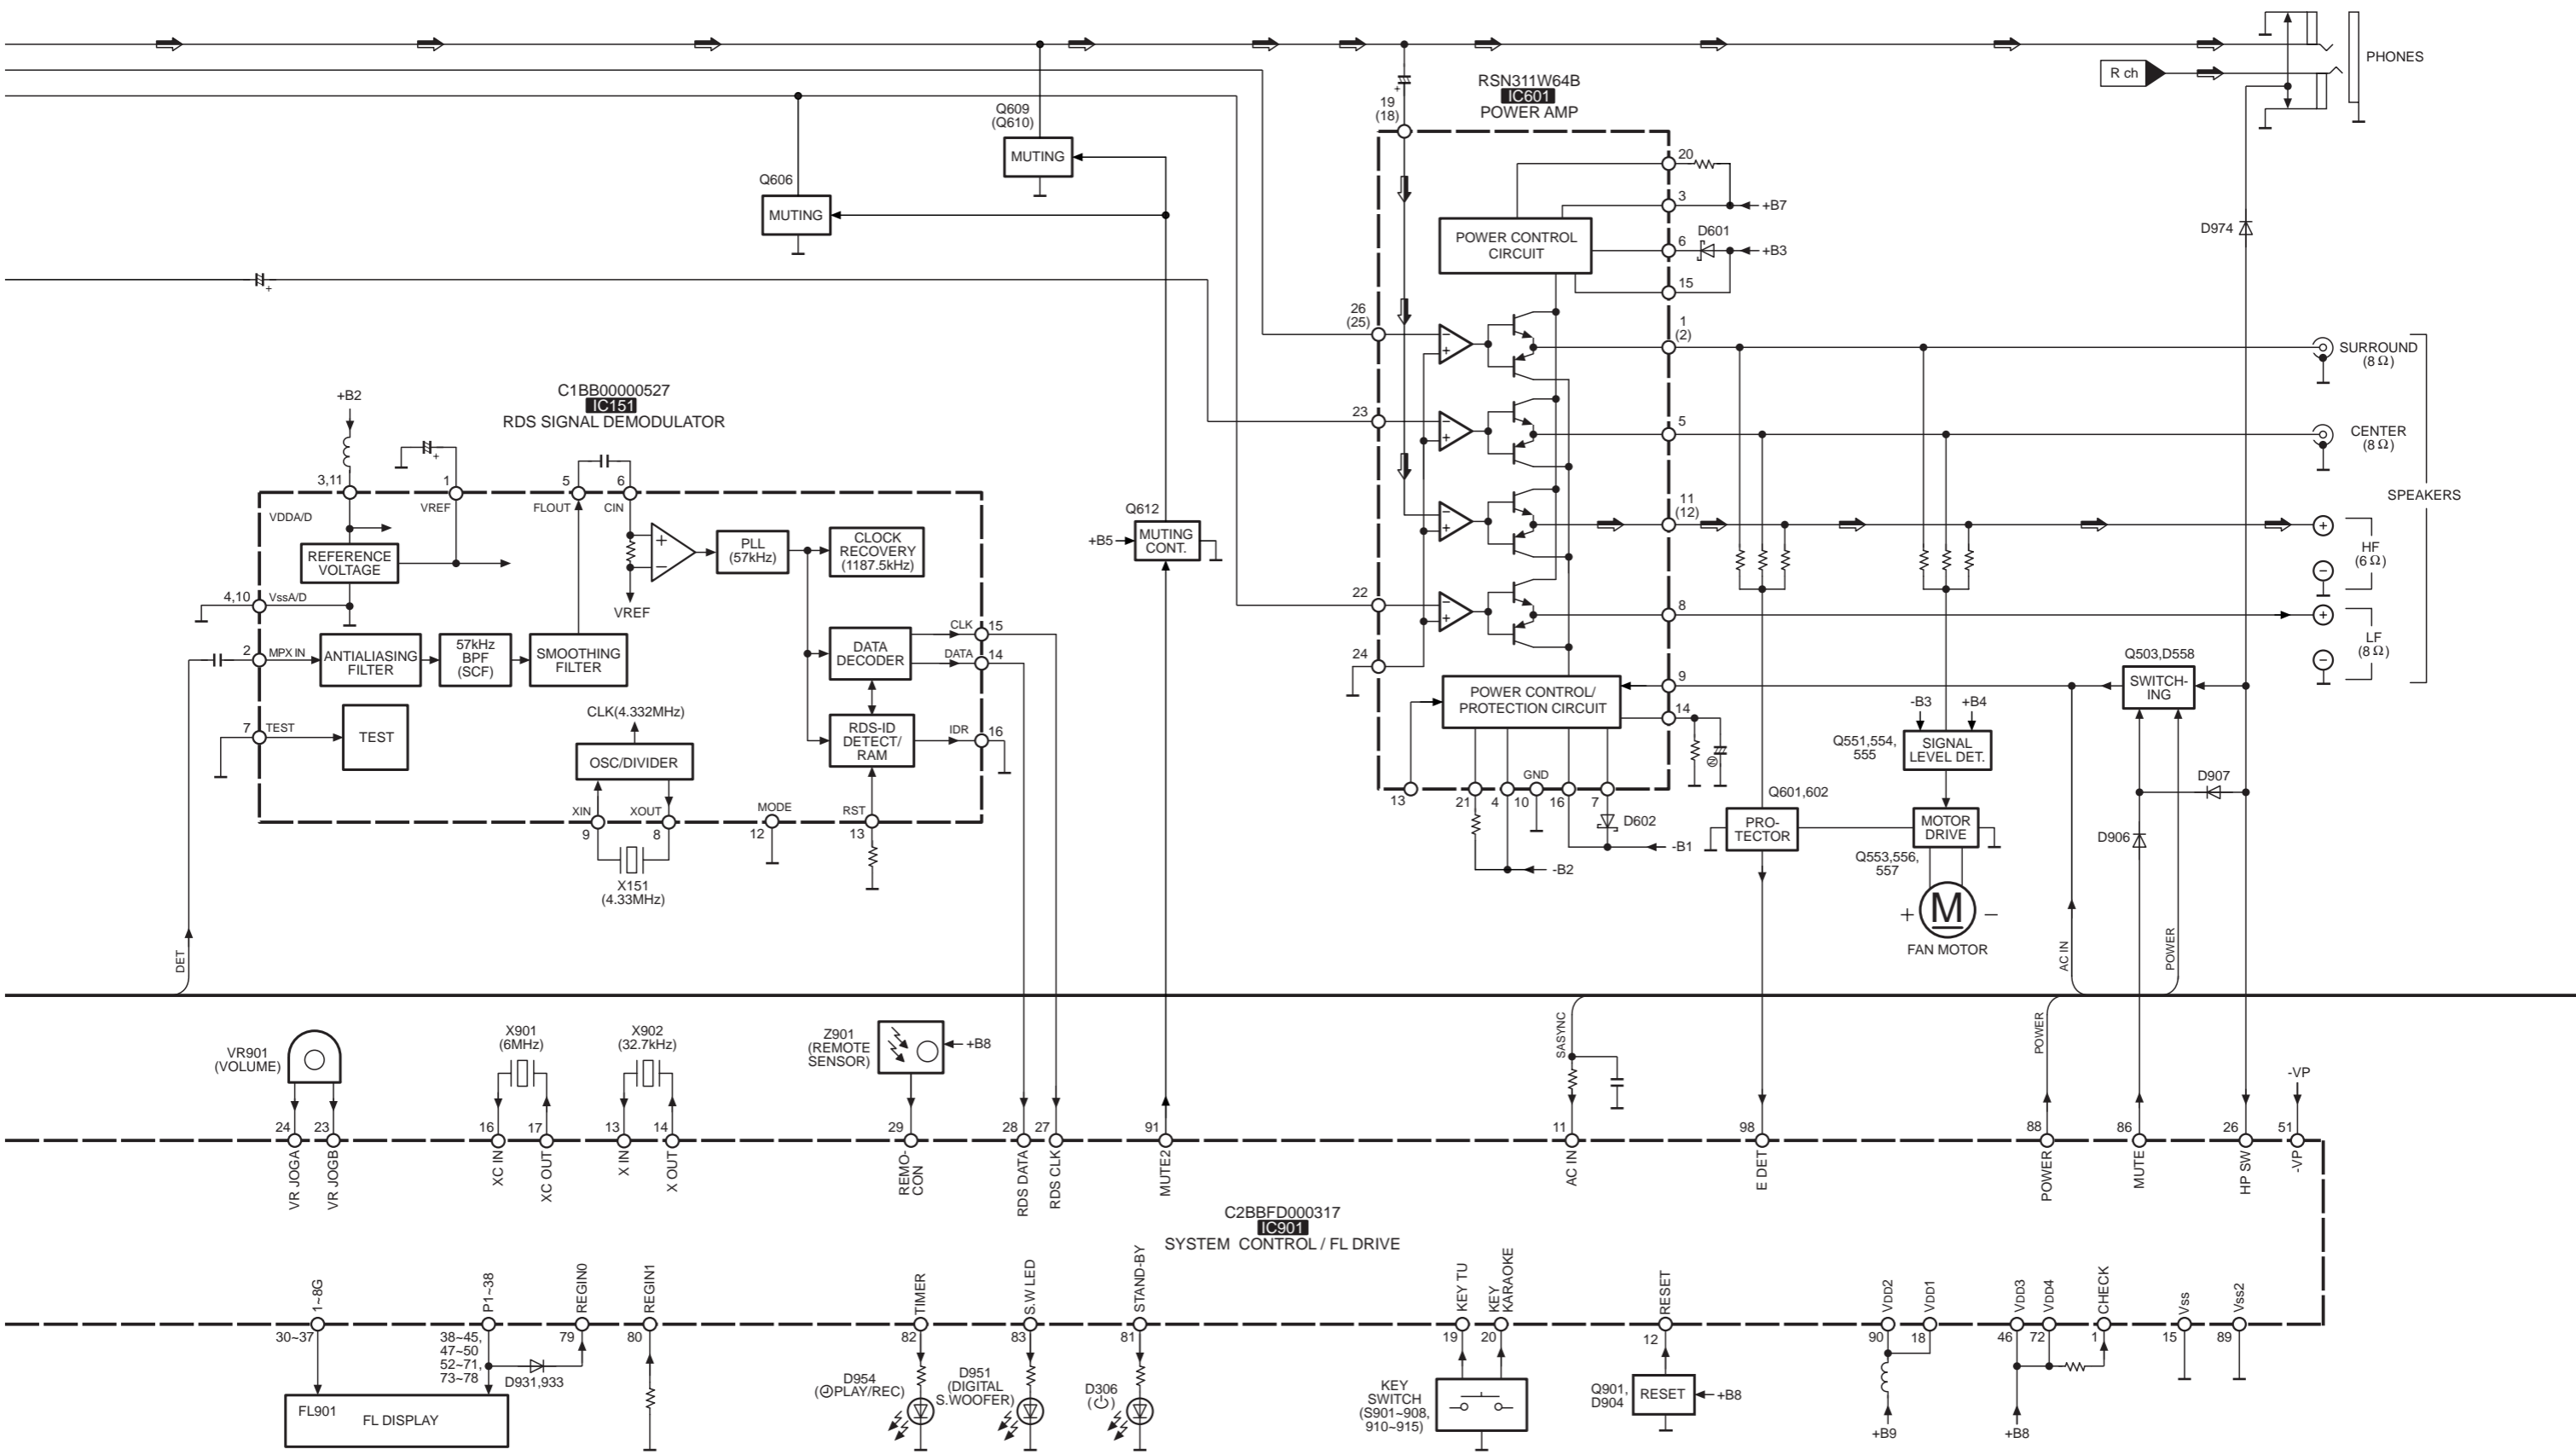 PHONES
R ch
RSN311W64B
IC601
POWER AMP
19
(18)
+
Q609
(Q610)
MUTING
Q606
MUTING
20
3
+B7
POWER CONTROL
CIRCUIT
6
D601
+B3
15
D974
+
26
(25)
1
(2)
SURROUND
(8Ω)
23
5
CENTER
(8Ω)
11
(12)
SPEAKERS
HF
(6Ω)
22
8
LF
(8Ω)
24
9
POWER CONTROL/
PROTECTION CIRCUIT
14
Q503,D558
SWITCH-
ING
-B3
+B4
Q551,554,
555
SIGNAL
LEVEL DET.
D907
D906
GND
13
21
4
10
16
7
D602
-B1
-B2
Q601,602
PRO-
TECTOR
MOTOR
DRIVE
Q553,556,
557
+
M
−
FAN MOTOR
AC IN
POWER
C1BB00000527
IC151
RDS SIGNAL DEMODULATOR
+B2
+
3,11
1
5
6
VDDA/D
VREF
FLOUT
CIN
REFERENCE
VOLTAGE
+
−
VREF
PLL
(57kHz)
CLOCK
RECOVERY
(1187.5kHz)
4,10
VssA/D
2
MPX IN
ANTIALIASING
FILTER
57kHz
BPF
(SCF)
SMOOTHING
FILTER
DATA
DECODER
CLK
15
DATA
14
7
TEST
TEST
CLK(4.332MHz)
OSC/DIVIDER
RDS-ID
DETECT/
RAM
IDR
16
XIN
XOUT
MODE
RST
9
8
12
13
X151
(4.33MHz)
DET
Q612
+B5
MUTING
CONT.
VR901
(VOLUME)
X901
(6MHz)
X902
(32.7kHz)
Z901
(REMOTE
SENSOR)
+B8
SASYNC
POWER
-VP
24
23
16
17
13
14
29
28
27
91
11
98
88
86
26
51
VR JOGA
VR JOGB
XC IN
XC OUT
X IN
X OUT
REMO-
CON
RDS DATA
RDS CLK
MUTE2
AC IN
E DET
POWER
MUTE
HP SW
-VP
C2BBFD000317
IC901
SYSTEM CONTROL / FL DRIVE
1~8G
P1~38
REGIN0
REGIN1
TIMER
S.W LED
STAND-BY
KEY TU
KEY
KARAOKE
RESET
VDD2
VDD1
VDD3
VDD4
CHECK
Vss
Vss2
30~37
38~45,
47~50
52~71,
73~78
79
80
82
83
81
19
20
12
90
18
46
72
1
15
89
D931,933
FL901
FL DISPLAY
D954
(PLAY/REC)
D951
(DIGITAL
S.WOOFER)
D306
(⏻)
KEY
SWITCH
(S901~908,
910~915)
Q901,
D904
RESET
+B8
+B9
+B8